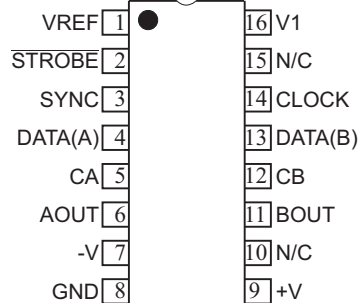 VREF 1 16 V1
STROBE 2 15 N/C
SYNC 3 14 CLOCK
DATA(A) 4 13 DATA(B)
CA 5 12 CB
AOUT 6 11 BOUT
-V 7 10 N/C
GND 8 9 +V